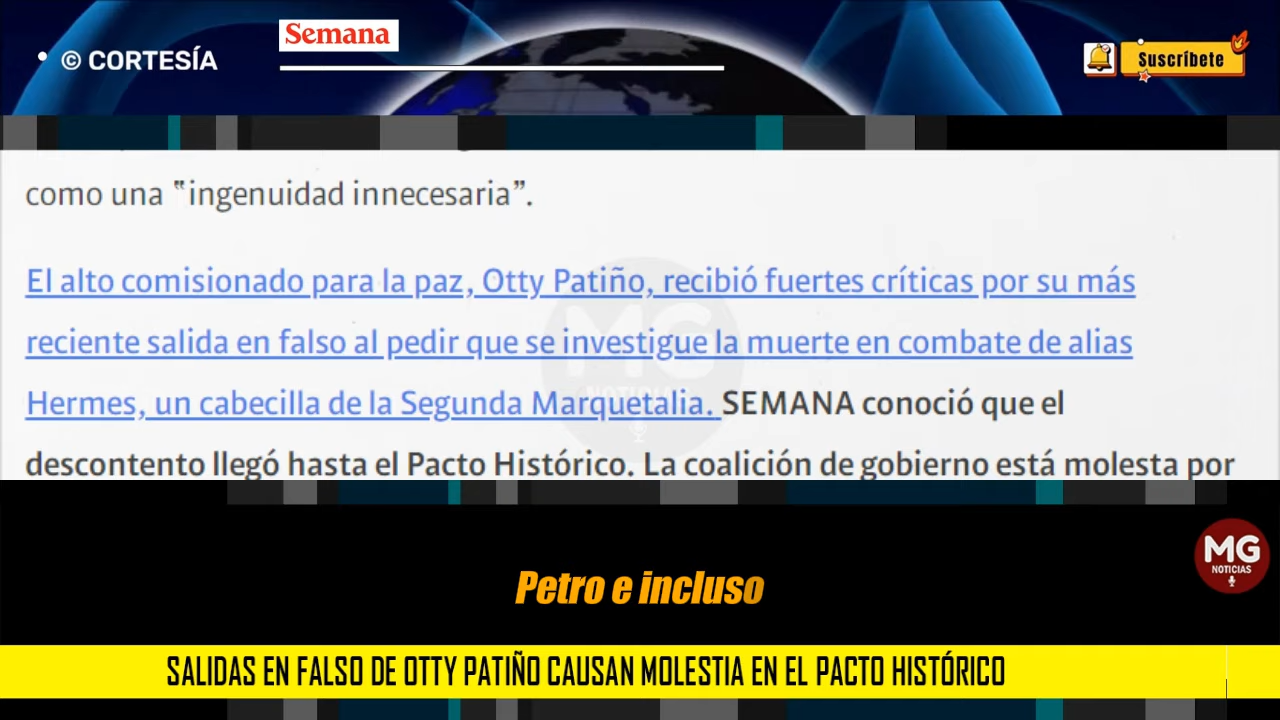 © CORTESÍA
Semana
Suscríbete
como una “ingenuidad innecesaria”.
El alto comisionado para la paz, Otty Patiño, recibió fuertes críticas por su más
reciente salida en falso al pedir que se investigue la muerte en combate de alias
Hermes, un cabecilla de la Segunda Marquetalia. SEMANA conoció que el
descontento llegó hasta el Pacto Histórico. La coalición de gobierno está molesta por
MG
NOTICIAS
Petro e incluso
MG
NOTICIAS
SALIDAS EN FALSO DE OTTY PATIÑO CAUSAN MOLESTIA EN EL PACTO HISTÓRICO